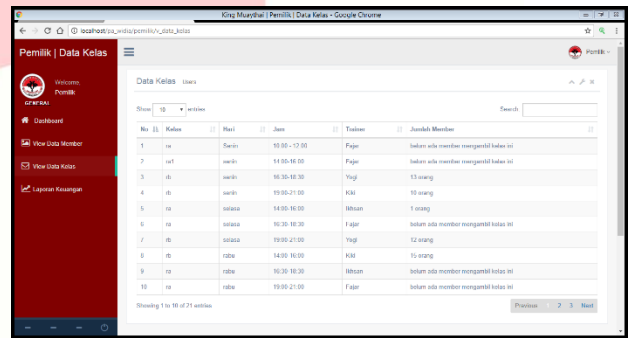 King Muaythai | Pemilik | Data Kelas - Google Chrome
localhost/pa_widia/pemilik/v_data_kelas
Pemilik | Data Kelas
Pemilik
Welcome,
Pemilik
GENERAL
Dashboard
View Data Member
View Data Kelas
Laporan Keuangan
Data Kelas Users
Show 10 entries
Search:
No Kelas Hari Jam Trainer Jumlah Member
1 ra Senin 10.00 - 12.00 Fajar belum ada member mengambil kelas ini
2 ra1 senin 14.00-16.00 Fajar belum ada member mengambil kelas ini
3 rb senin 16:30-18:30 Yogi 13 orang
4 rb senin 19:00-21:00 Kiki 10 orang
5 ra selasa 14:00-16:00 Ikhsan 1 orang
6 ra selasa 16:30-18:30 Fajar belum ada member mengambil kelas ini
7 rb selasa 19:00-21:00 Yogi 12 orang
8 rb rabu 14:00-16:00 Kiki 15 orang
9 ra rabu 16:30-18:30 Ikhsan belum ada member mengambil kelas ini
10 ra rabu 19:00-21:00 Fajar belum ada member mengambil kelas ini
Showing 1 to 10 of 21 entries
Previous 2 3 Next